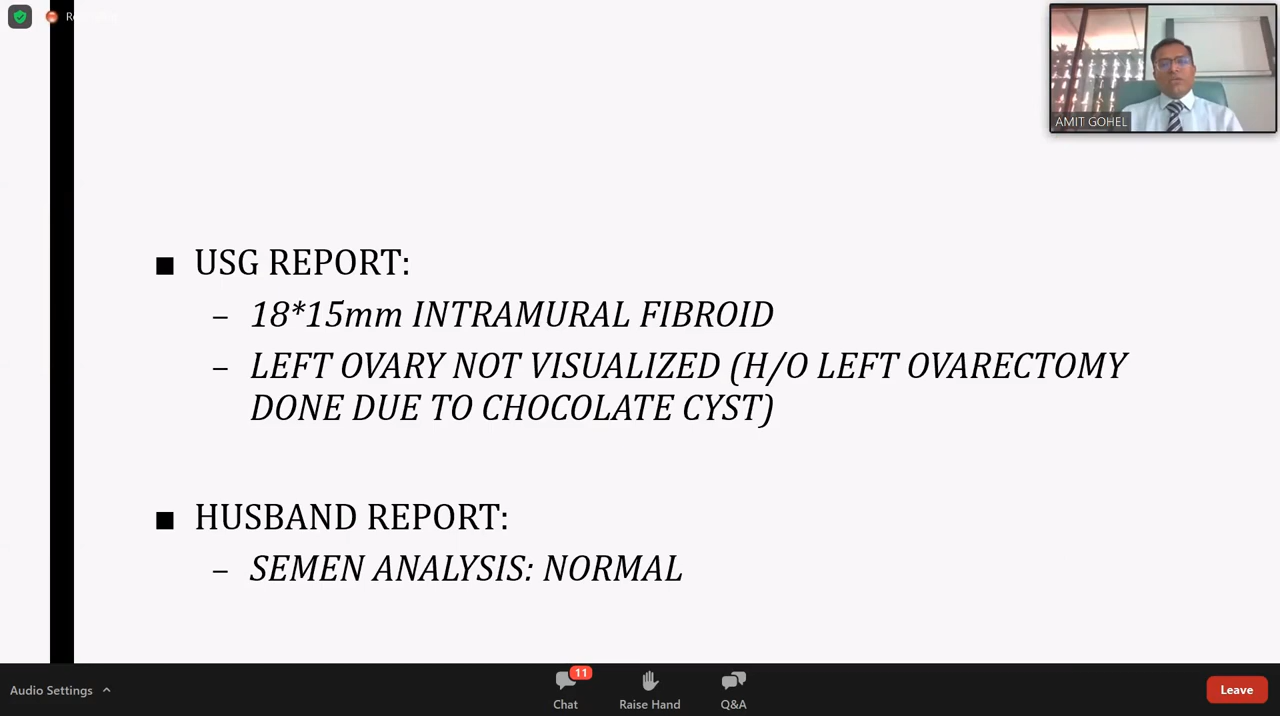 AMIT GOHEL
■ USG REPORT:
– 18*15mm INTRAMURAL FIBROID
– LEFT OVARY NOT VISUALIZED (H/O LEFT OVARECTOMY
DONE DUE TO CHOCOLATE CYST)
■ HUSBAND REPORT:
– SEMEN ANALYSIS: NORMAL
Audio Settings
11
Chat
Raise Hand
Q&A
Leave